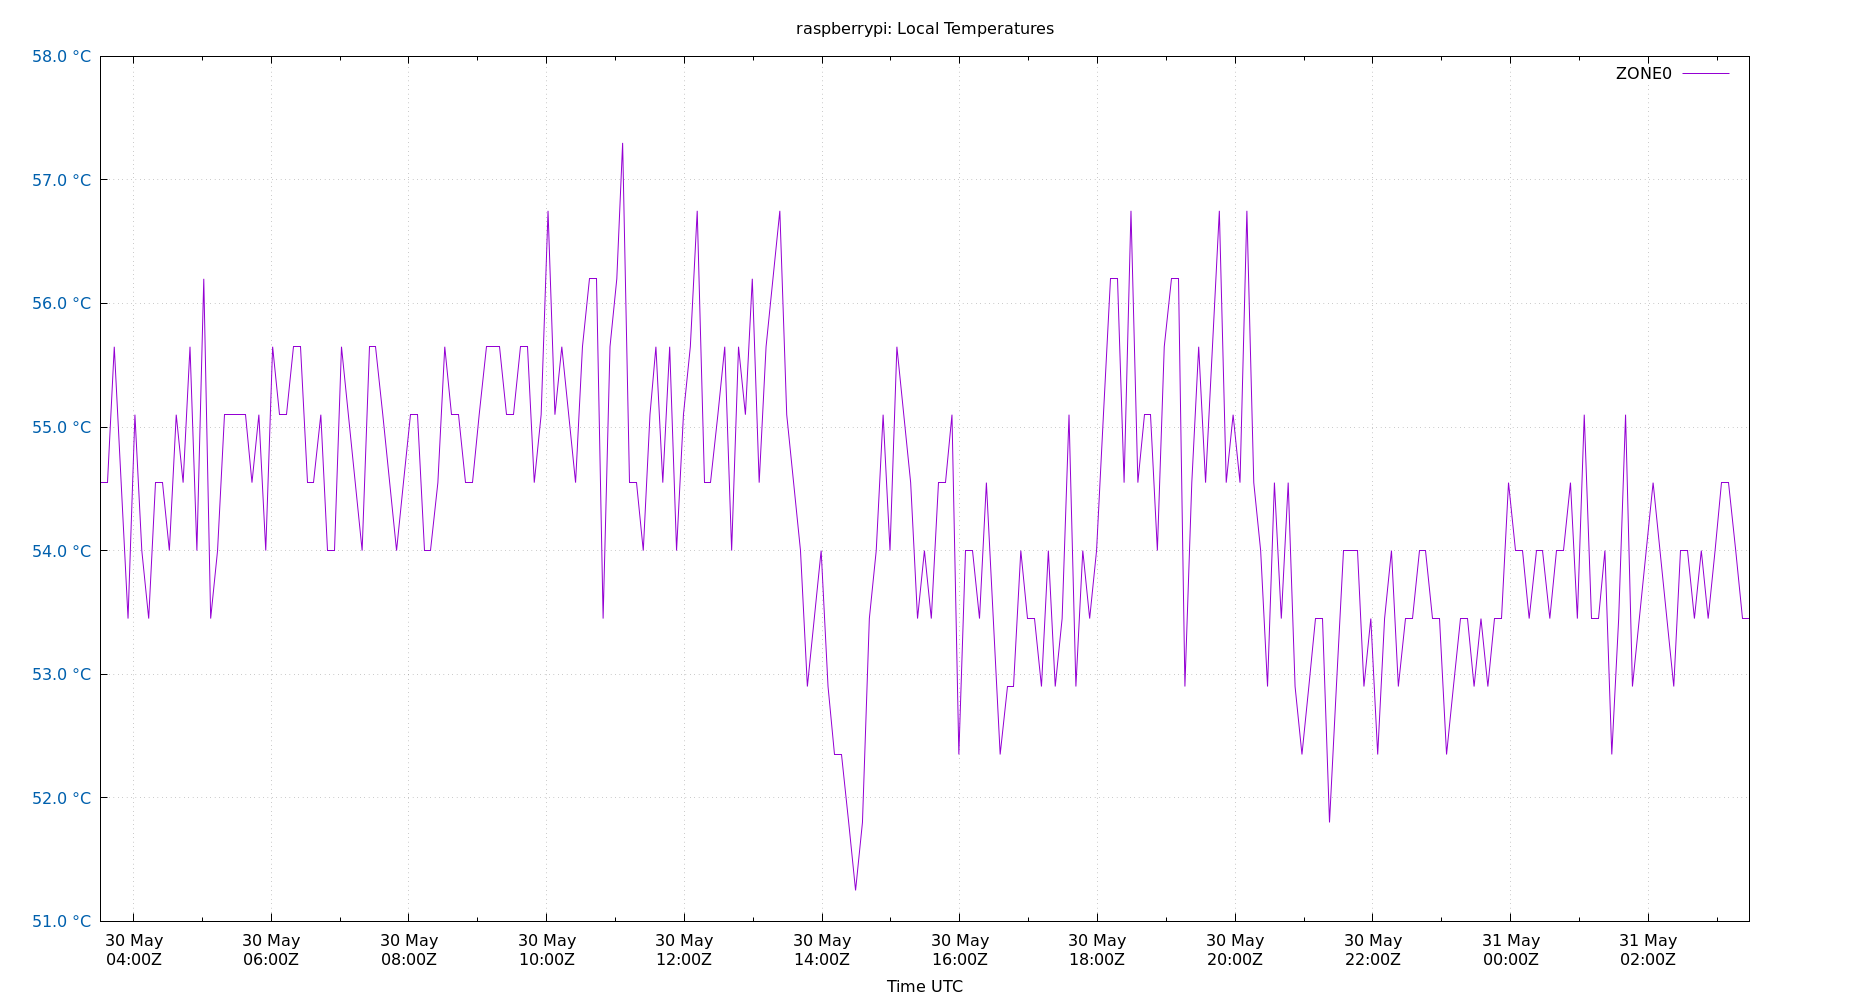 raspberrypi: Local Temperatures
58.0 °C
57.0 °C
56.0 °C
55.0 °C
54.0 °C
53.0 °C
52.0 °C
51.0 °C
ZONE0
30 May 30 May 30 May 30 May 30 May 30 May 30 May 30 May 30 May 30 May 31 May 31 May
04:00Z 06:00Z 08:00Z 10:00Z 12:00Z 14:00Z 16:00Z 18:00Z 20:00Z 22:00Z 00:00Z 02:00Z
Time UTC